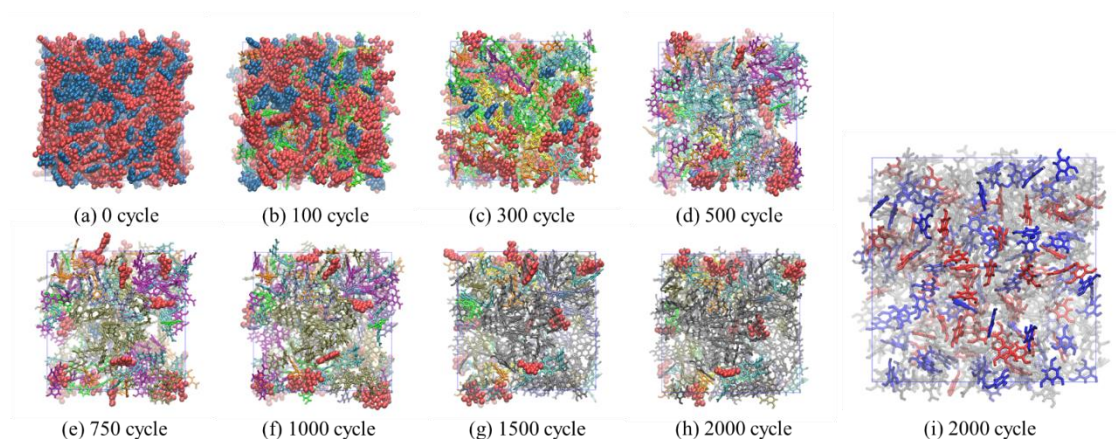 (a) 0 cycle
(b) 100 cycle
(c) 300 cycle
(d) 500 cycle
(e) 750 cycle
(f) 1000 cycle
(g) 1500 cycle
(h) 2000 cycle
(i) 2000 cycle